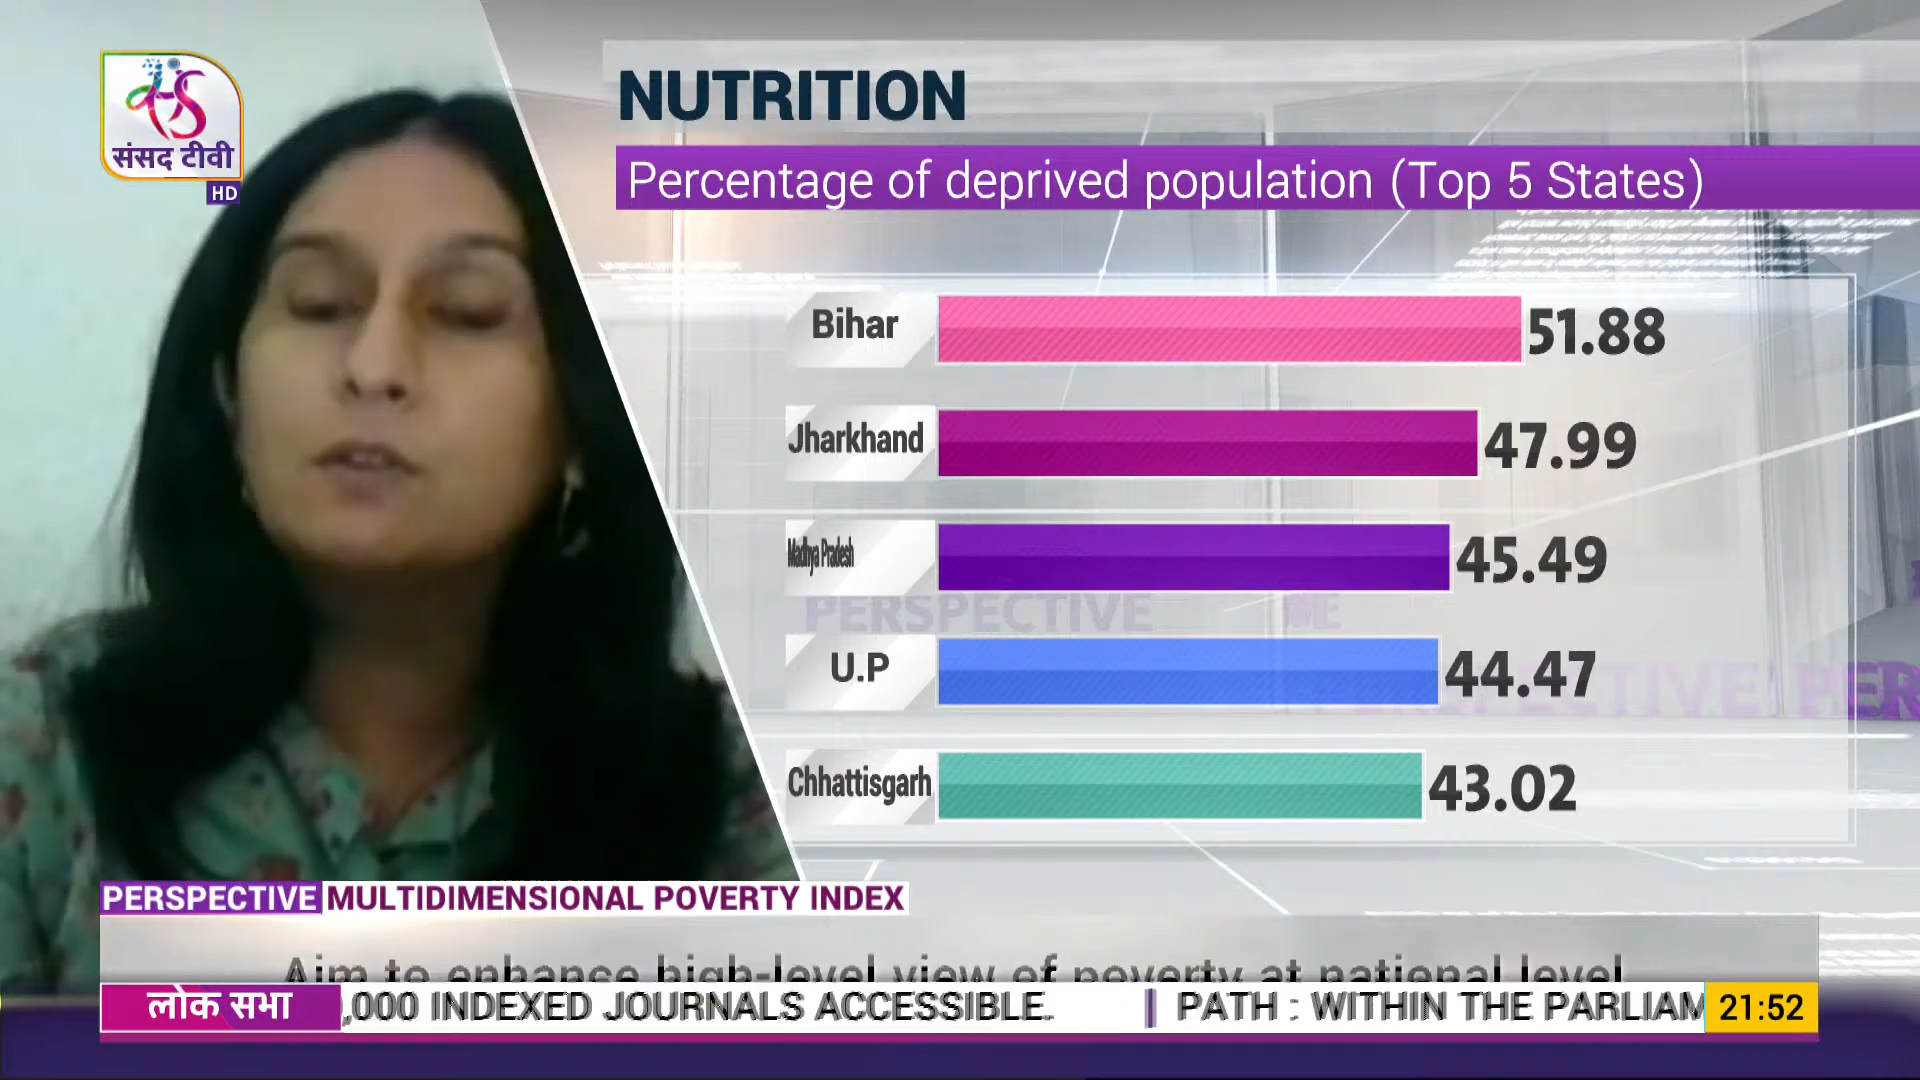 संसद टीवी
HD
NUTRITION
Percentage of deprived population (Top 5 States)
Bihar 51.88
Jharkhand 47.99
Madhya Pradesh 45.49
PERSPECTIVE
U.P 44.47
Chhattisgarh 43.02
PERSPECTIVE MULTIDIMENSIONAL POVERTY INDEX
Aim to enhance high-level view of poverty at national level
लोक सभा ,000 INDEXED JOURNALS ACCESSIBLE. | PATH : WITHIN THE PARLIAM 21:52